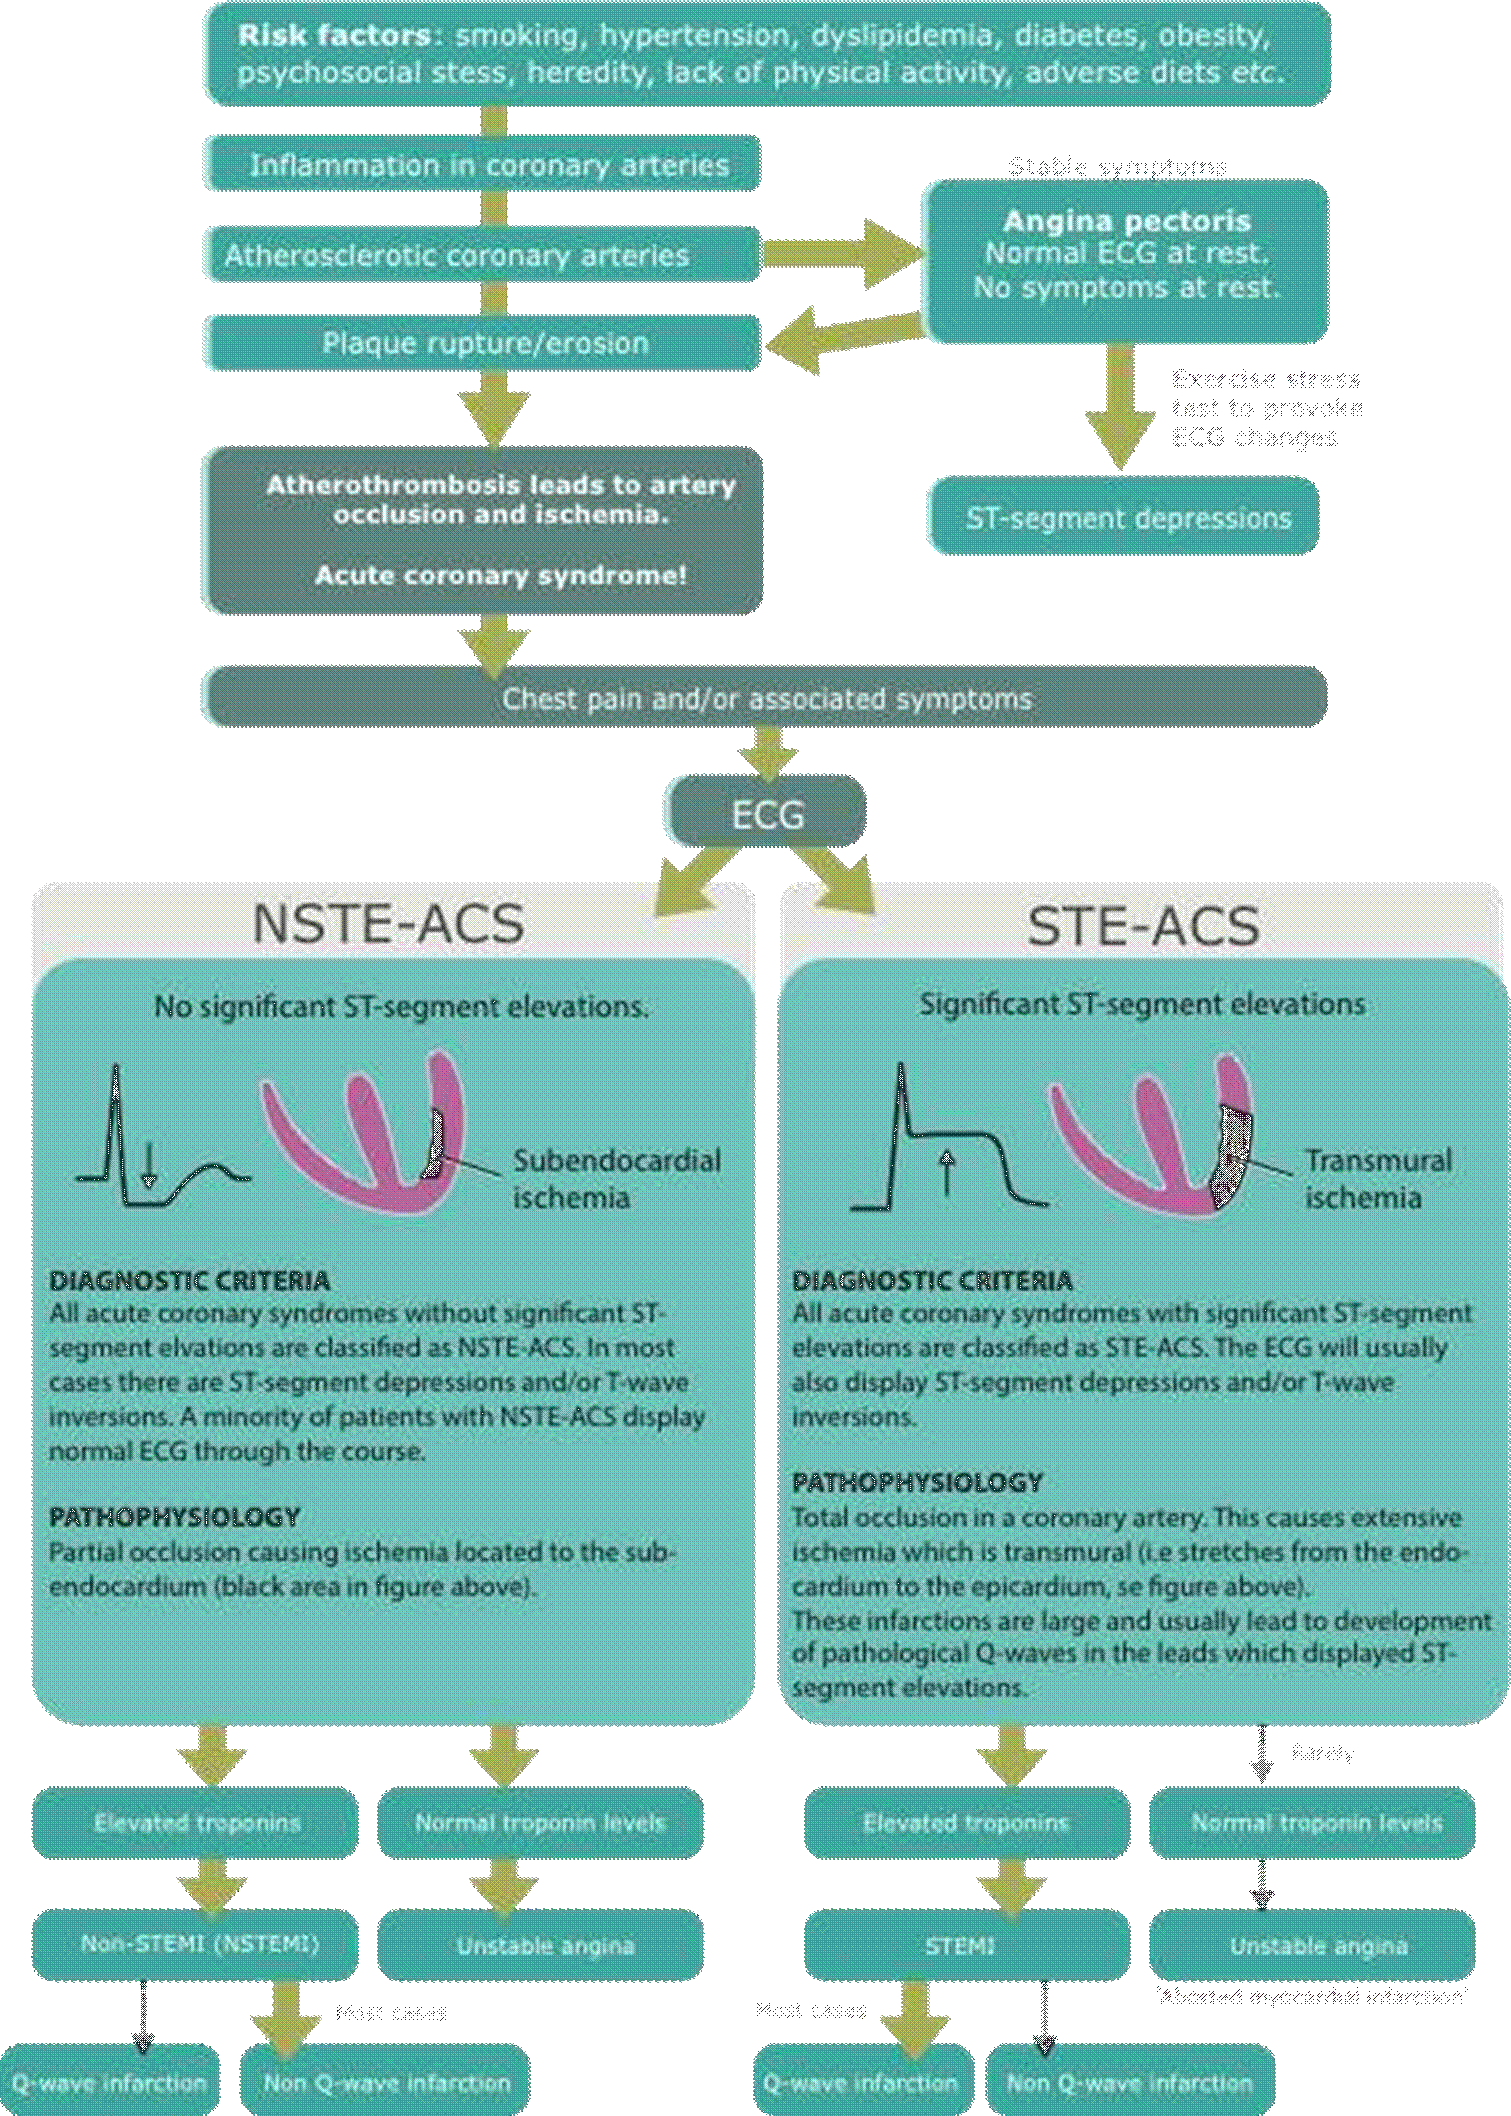 Risk factors: smoking, hypertension, dyslipidemia, diabetes, obesity,
psychosocial stess, heredity, lack of physical activity, adverse diets etc.
Inflammation in coronary arteries
Stable symptoms
Atherosclerotic coronary arteries
Angina pectoris
Normal ECG at rest.
No symptoms at rest.
Plaque rupture/erosion
Exercise stress
test to provoke
ECG changes
Atherothrombosis leads to artery
occlusion and ischemia.
Acute coronary syndrome!
ST-segment depressions
Chest pain and/or associated symptoms
ECG
NSTE-ACS
No significant ST-segment elevations.
Subendocardial
ischemia
DIAGNOSTIC CRITERIA
All acute coronary syndromes without significant ST-
segment elvations are classified as NSTE-ACS. In most
cases there are ST-segment depressions and/or T-wave
inversions. A minority of patients with NSTE-ACS display
normal ECG through the course.
PATHOPHYSIOLOGY
Partial occlusion causing ischemia located to the sub-
endocardium (black area in figure above).
STE-ACS
Significant ST-segment elevations
Transmural
ischemia
DIAGNOSTIC CRITERIA
All acute coronary syndromes with significant ST-segment
elevations are classified as STE-ACS. The ECG will usually
also display ST-segment depressions and/or T-wave
inversions.
PATHOPHYSIOLOGY
Total occlusion in a coronary artery. This causes extensive
ischemia which is transmural (i.e stretches from the endo-
cardium to the epicardium, se figure above).
These infarctions are large and usually lead to development
of pathological Q-waves in the leads which displayed ST-
segment elevations.
Elevated troponins
Normal troponin levels
Non-STEMI (NSTEMI)
Unstable angina
Most cases
Q-wave infarction
Non Q-wave infarction
Rarely
Elevated troponins
Normal troponin levels
STEMI
Unstable angina
Most cases
"Aborted myocardial infarction"
Q-wave infarction
Non Q-wave infarction